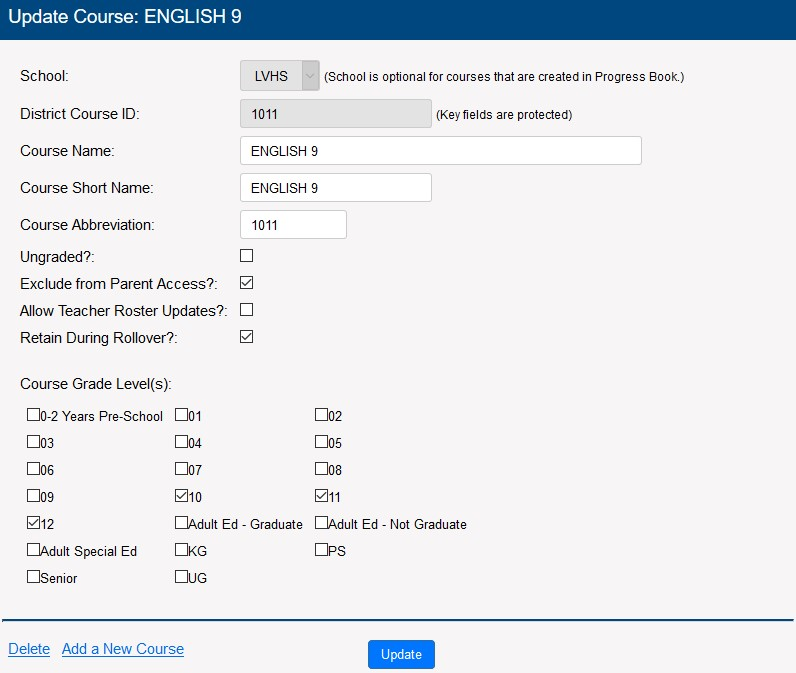 Update Course: ENGLISH 9
School: LVHS (School is optional for courses that are created in Progress Book.)
District Course ID: 1011 (Key fields are protected)
Course Name: ENGLISH 9
Course Short Name: ENGLISH 9
Course Abbreviation: 1011
Ungraded?:
Exclude from Parent Access?:
Allow Teacher Roster Updates?:
Retain During Rollover?:
Course Grade Level(s):
0-2 Years Pre-School 01 02
03 04 05
06 07 08
09 10 11
12 Adult Ed - Graduate Adult Ed - Not Graduate
Adult Special Ed KG PS
Senior UG
Delete Add a New Course Update